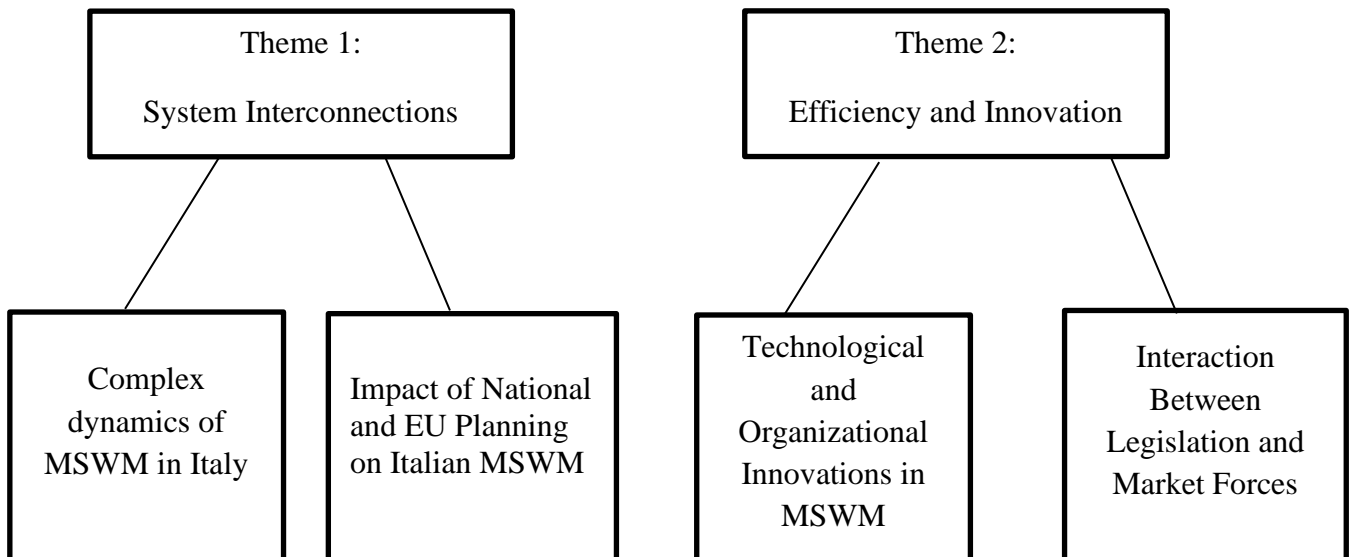 Theme 1:
System Interconnections
Theme 2:
Efficiency and Innovation
Complex
dynamics of
MSWM in Italy
Impact of National
and EU Planning
on Italian MSWM
Technological
and
Organizational
Innovations in
MSWM
Interaction
Between
Legislation and
Market Forces